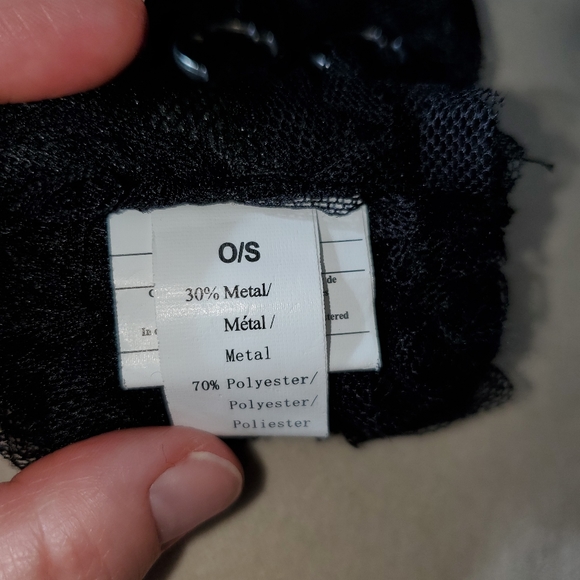 O/S
30% Metal/
Métal /
Metal
70% Polyester/
Polyester/
Poliester